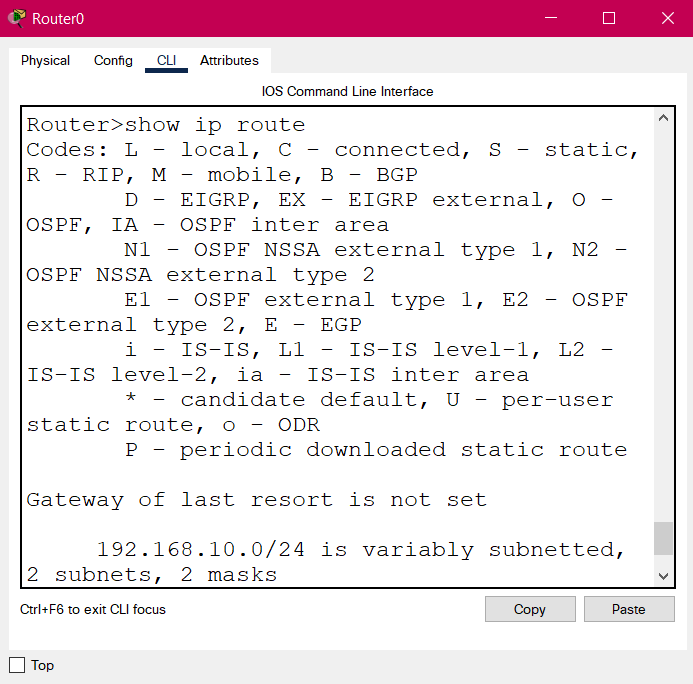 Router0
Physical Config CLI Attributes
IOS Command Line Interface
Router>show ip route
Codes: L - local, C - connected, S - static,
R - RIP, M - mobile, B - BGP
D - EIGRP, EX - EIGRP external, O -
OSPF, IA - OSPF inter area
N1 - OSPF NSSA external type 1, N2 -
OSPF NSSA external type 2
E1 - OSPF external type 1, E2 - OSPF
external type 2, E - EGP
i - IS-IS, L1 - IS-IS level-1, L2 -
IS-IS level-2, ia - IS-IS inter area
* - candidate default, U - per-user
static route, o - ODR
P - periodic downloaded static route
Gateway of last resort is not set
192.168.10.0/24 is variably subnetted,
2 subnets, 2 masks
Ctrl+F6 to exit CLI focus Copy Paste
Top